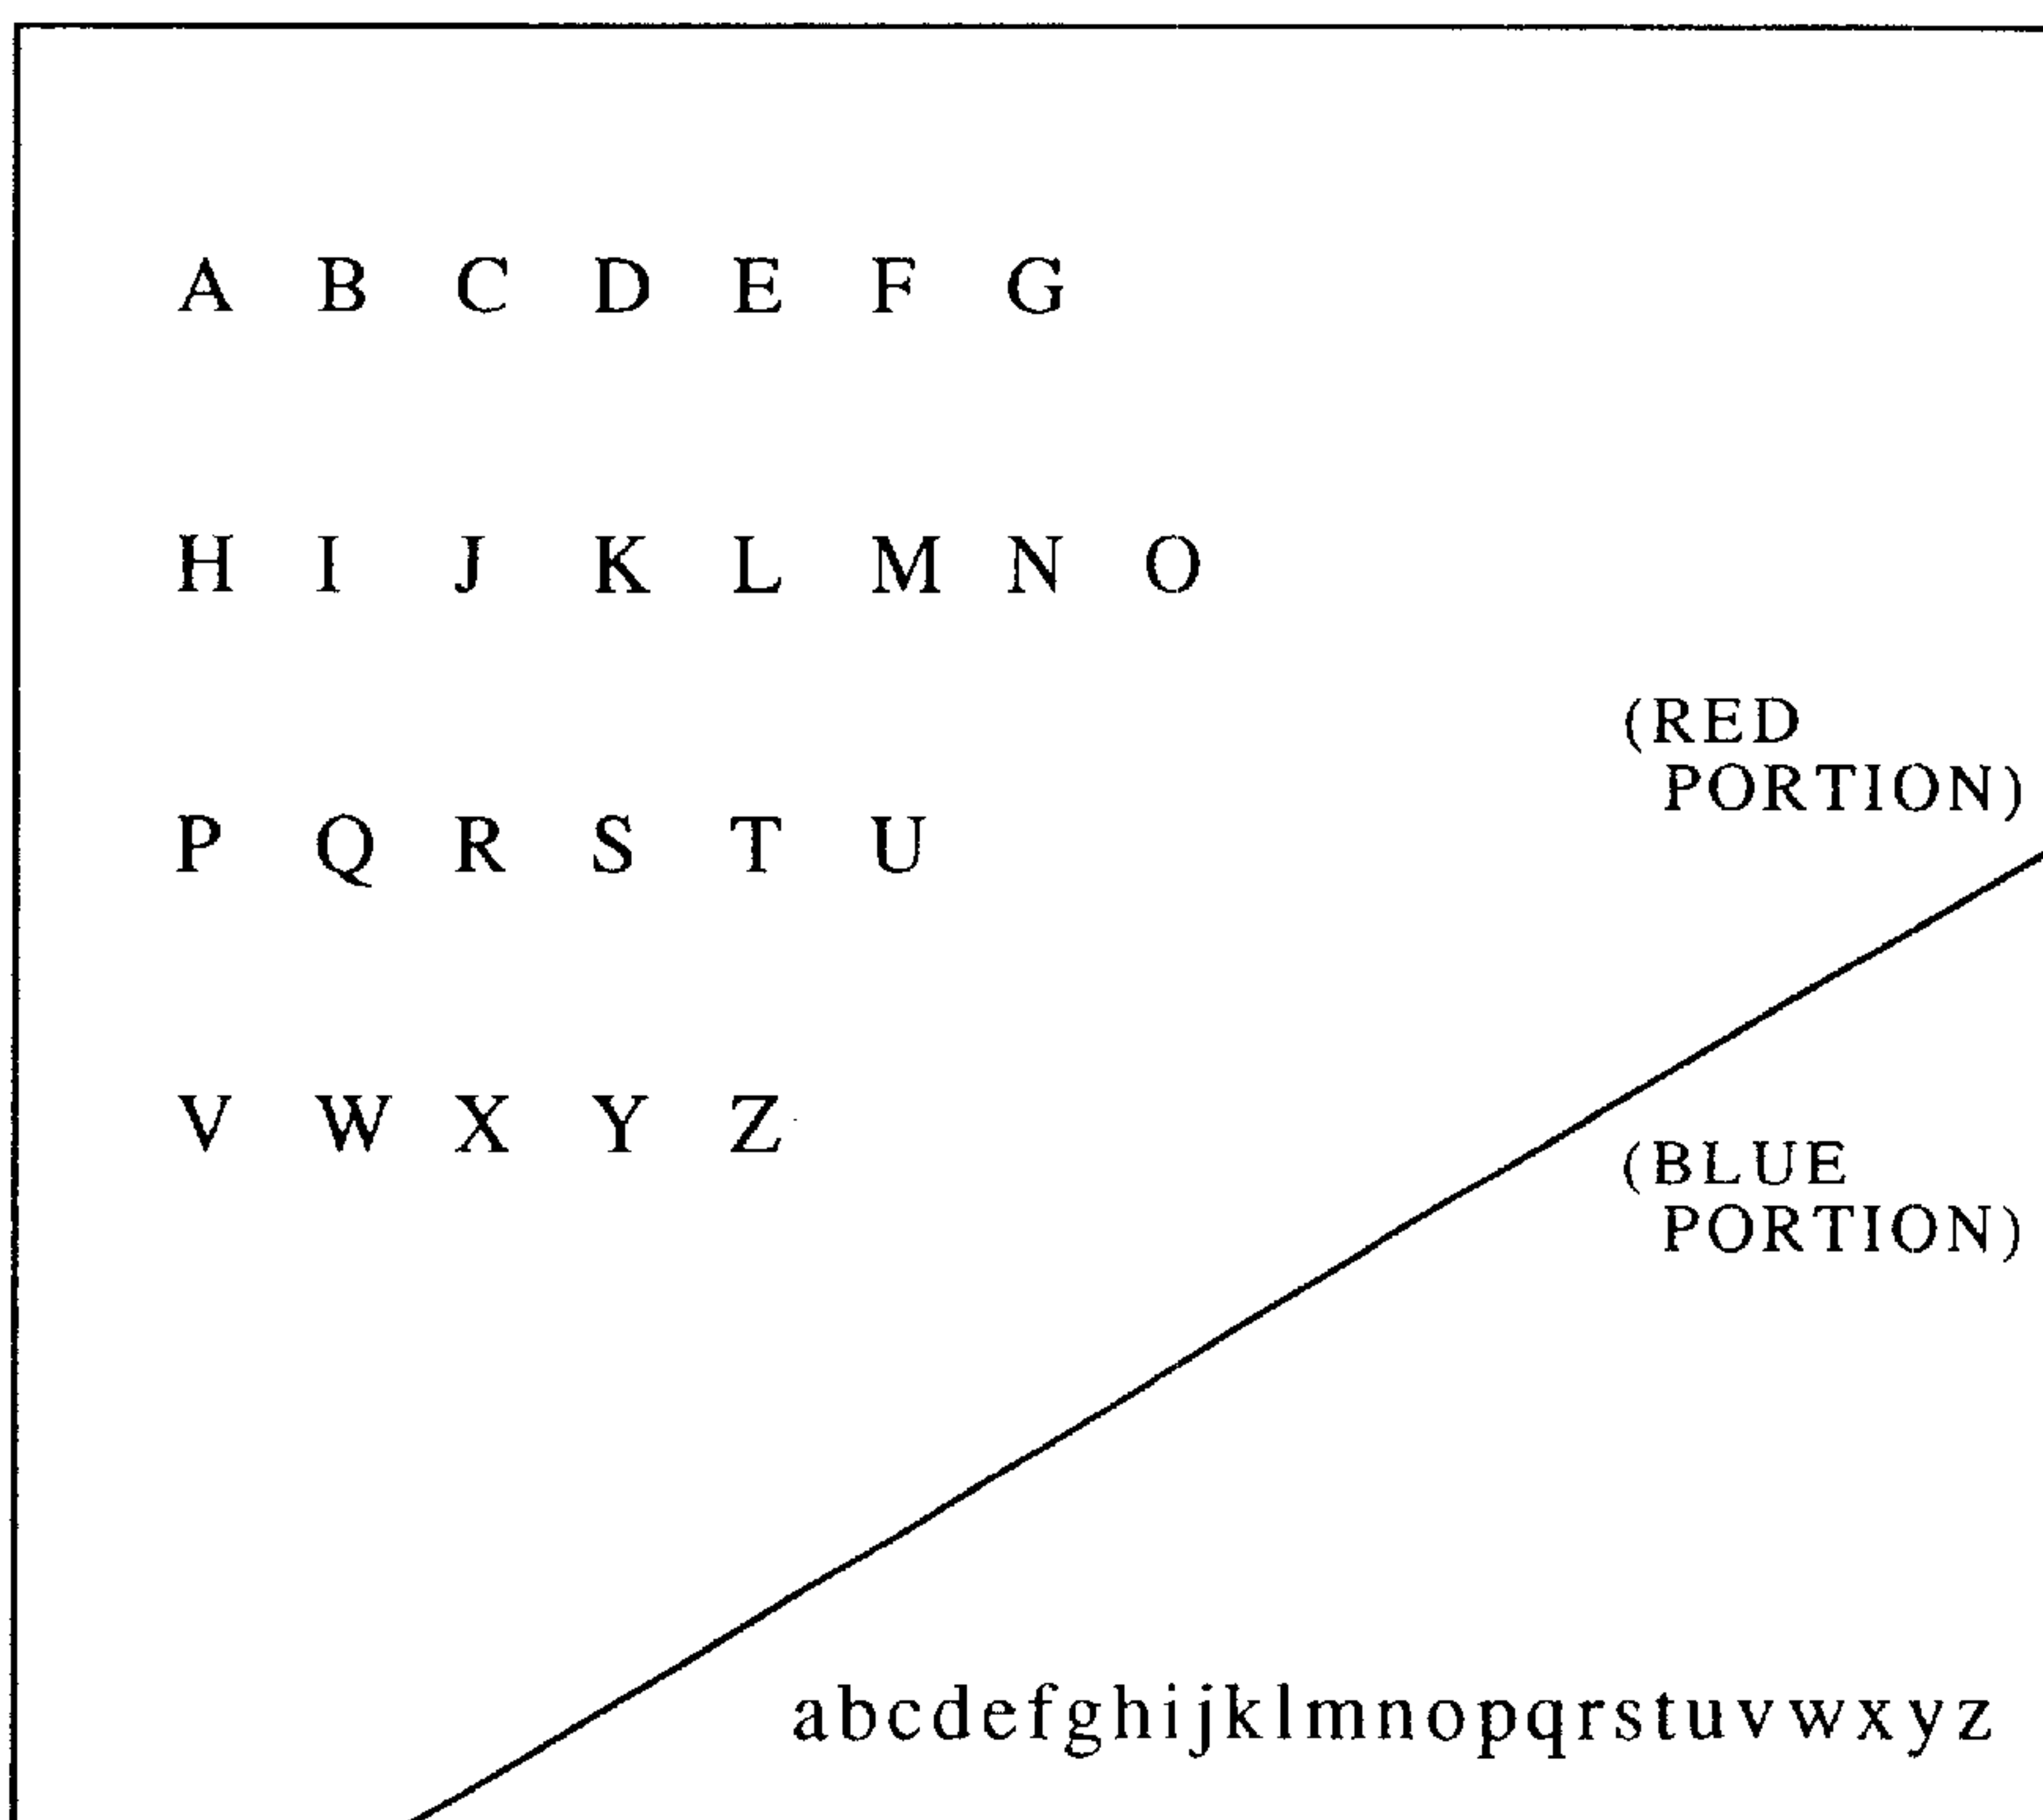 A B C D E F G
H I J K L M N O
(RED
PORTION)
P Q R S T U
V W X Y Z
(BLUE
PORTION)
abcdefghijklmnopqrstuvwxyz